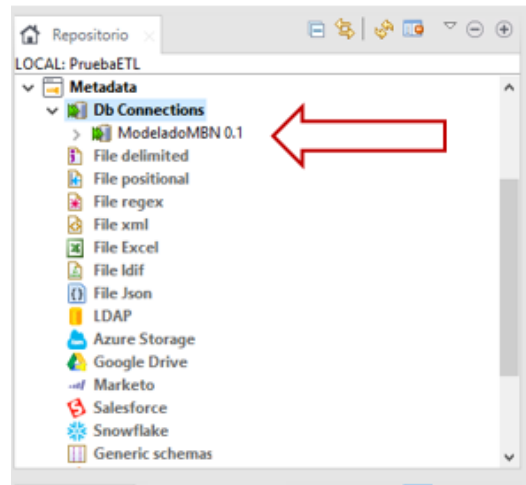 Repositorio
LOCAL: PruebaETL
Metadata
Db Connections
ModeladoMBN 0.1
File delimited
File positional
File regex
File xml
File Excel
File ldif
File Json
LDAP
Azure Storage
Google Drive
Marketo
Salesforce
Snowflake
Generic schemas